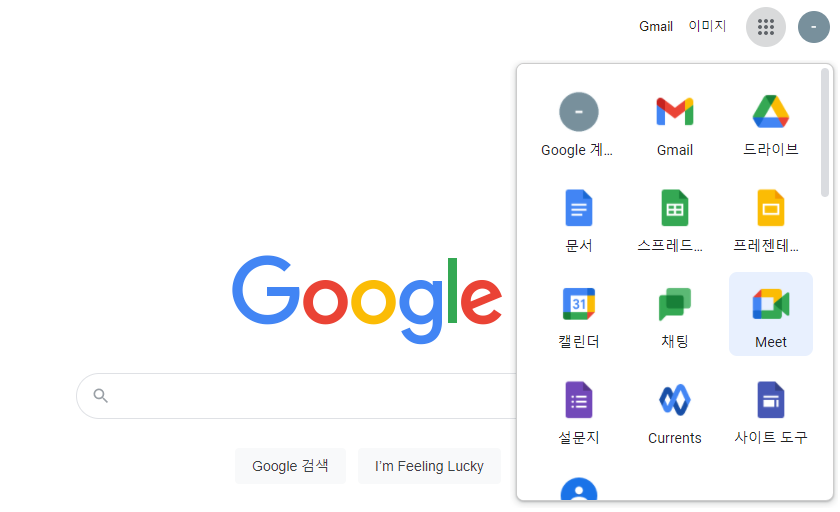 Gmail 이미지
-
-
Google 계...
Gmail
드라이브
문서
스프레드...
프레젠테...
Google
31
캘린더
채팅
Meet
설문지
Currents
사이트 도구
Google 검색
I'm Feeling Lucky